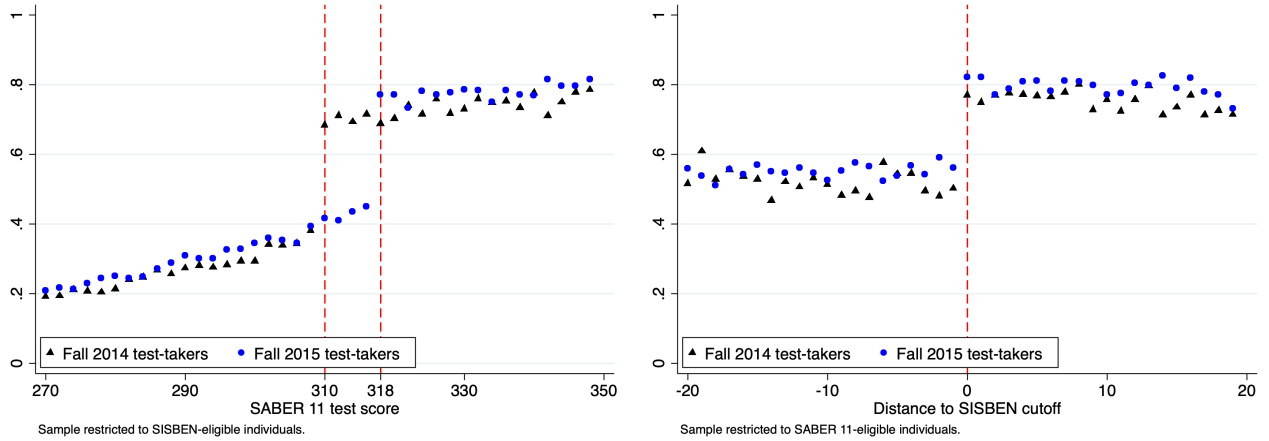 1
.8
.6
.4
.2
0
Fall 2014 test-takers Fall 2015 test-takers
270 290 310 318 330 350
SABER 11 test score
Sample restricted to SISBEN-eligible individuals.
1
.8
.6
.4
.2
0
Fall 2014 test-takers Fall 2015 test-takers
-20 -10 0 10 20
Distance to SISBEN cutoff
Sample restricted to SABER 11-eligible individuals.